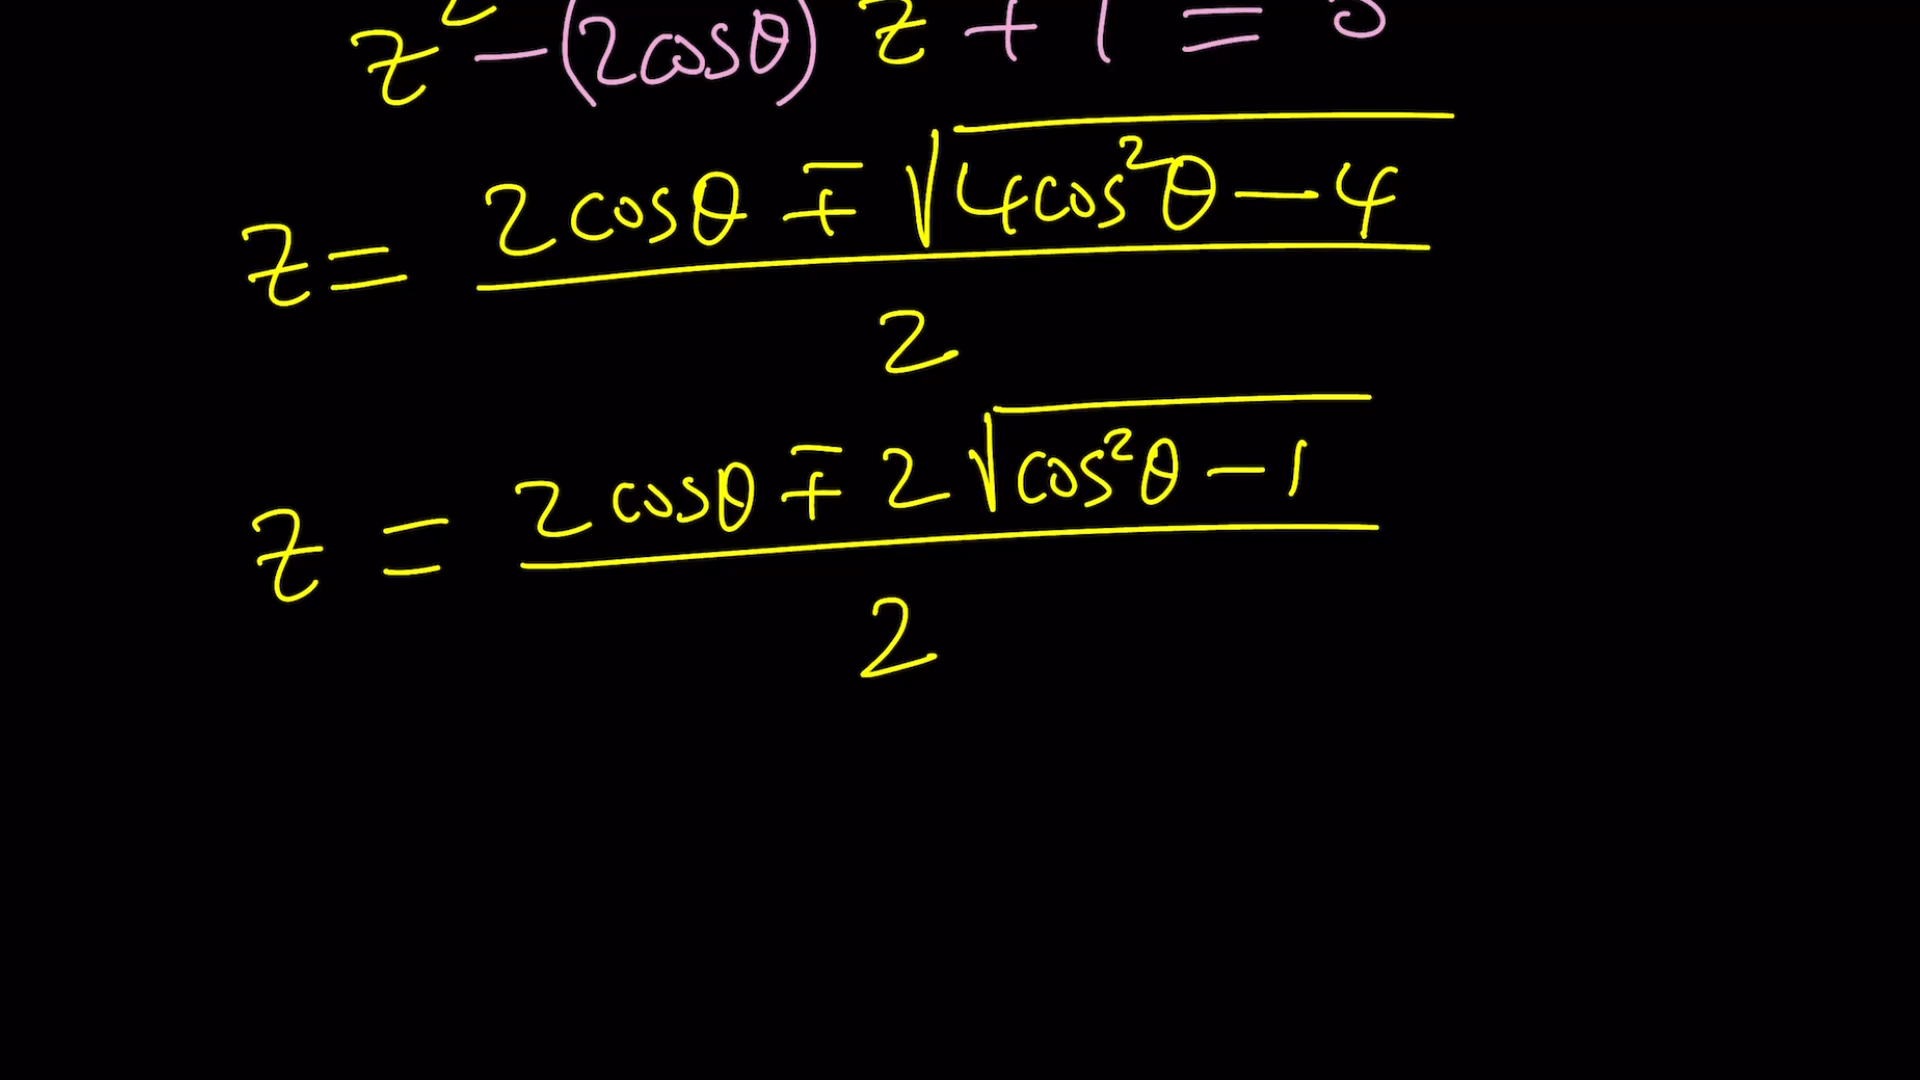 z² - (2cosθ) z + 1 = 0
z = (2cosθ ∓ √(4cos²θ - 4)) / 2
z = (2cosθ ∓ 2√(cos²θ - 1)) / 2